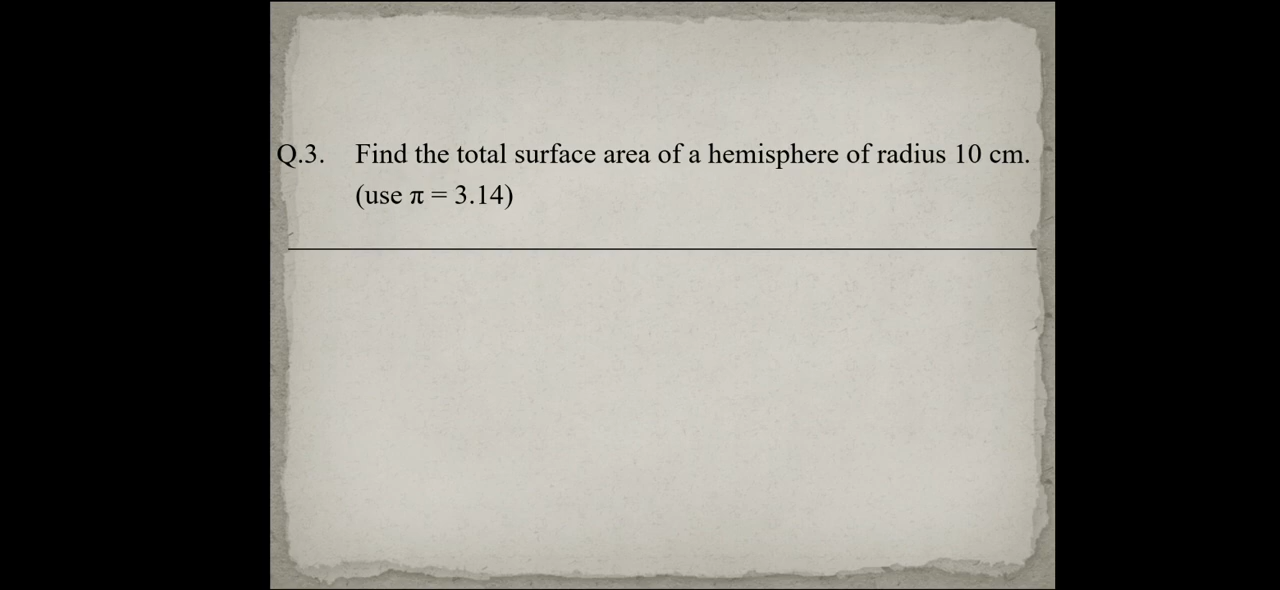 Q.3. Find the total surface area of a hemisphere of radius 10 cm.
(use π = 3.14)